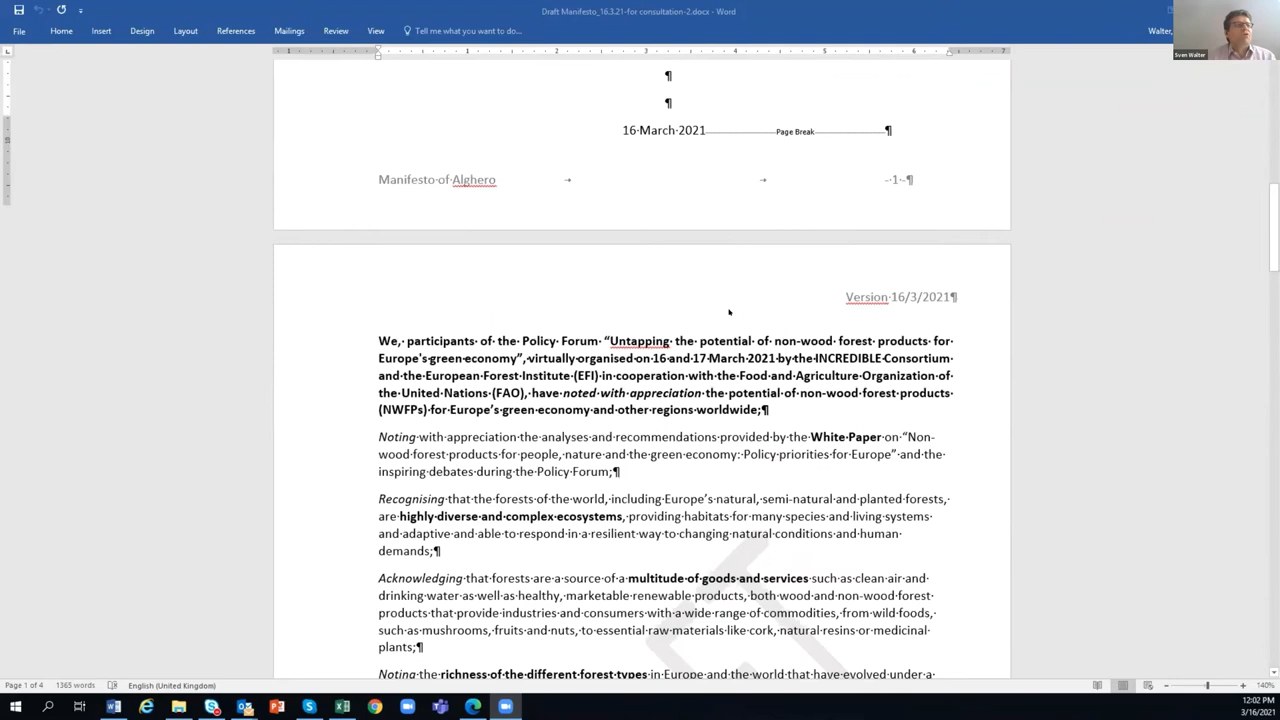 Draft Manifesto_16.3.21-for consultation-2.docx - Word
File Home Insert Design Layout References Mailings Review View Tell me what you want to do...
Walter,
Sven Walter
1 1 2 3 4 5 6 7
¶
¶
16·March·2021 Page Break ¶
Manifesto·of·Alghero → → -·1·-¶
Version·16/3/2021¶
We,· participants· of· the· Policy· Forum· “Untapping· the· potential· of· non-wood· forest· products· for·
Europe's·green·economy”,·virtually·organised·on·16·and·17·March·2021·by·the·INCREDIBLE·Consortium·
and·the·European·Forest·Institute·(EFI)·in·cooperation·with·the·Food·and·Agriculture·Organization·of·
the·United·Nations·(FAO),·have·noted·with·appreciation·the·potential·of·non-wood·forest·products·
(NWFPs)·for·Europe’s·green·economy·and·other·regions·worldwide;¶
Noting·with·appreciation·the·analyses·and·recommendations·provided·by·the·White·Paper·on·“Non-
wood·forest·products·for·people,·nature·and·the·green·economy:·Policy·priorities·for·Europe”·and·the·
inspiring·debates·during·the·Policy·Forum;¶
Recognising·that·the·forests·of·the·world,·including·Europe’s·natural,·semi-natural·and·planted·forests,·
are·highly·diverse·and·complex·ecosystems,·providing·habitats·for·many·species·and·living·systems·
and·adaptive·and·able·to·respond·in·a·resilient·way·to·changing·natural·conditions·and·human·
demands;¶
Acknowledging·that·forests·are·a·source·of·a·multitude·of·goods·and·services·such·as·clean·air·and·
drinking·water·as·well·as·healthy,·marketable·renewable·products,·both·wood·and·non-wood·forest·
products·that·provide·industries·and·consumers·with·a·wide·range·of·commodities,·from·wild·foods,·
such·as·mushrooms,·fruits·and·nuts,·to·essential·raw·materials·like·cork,·natural·resins·or·medicinal·
plants;¶
Noting·the·richness·of·the·different·forest·types·in·Europe·and·the·world·that·have·evolved·under·a·
Page 1 of 4 1365 words English (United Kingdom) 140%
12:02 PM
3/16/2021